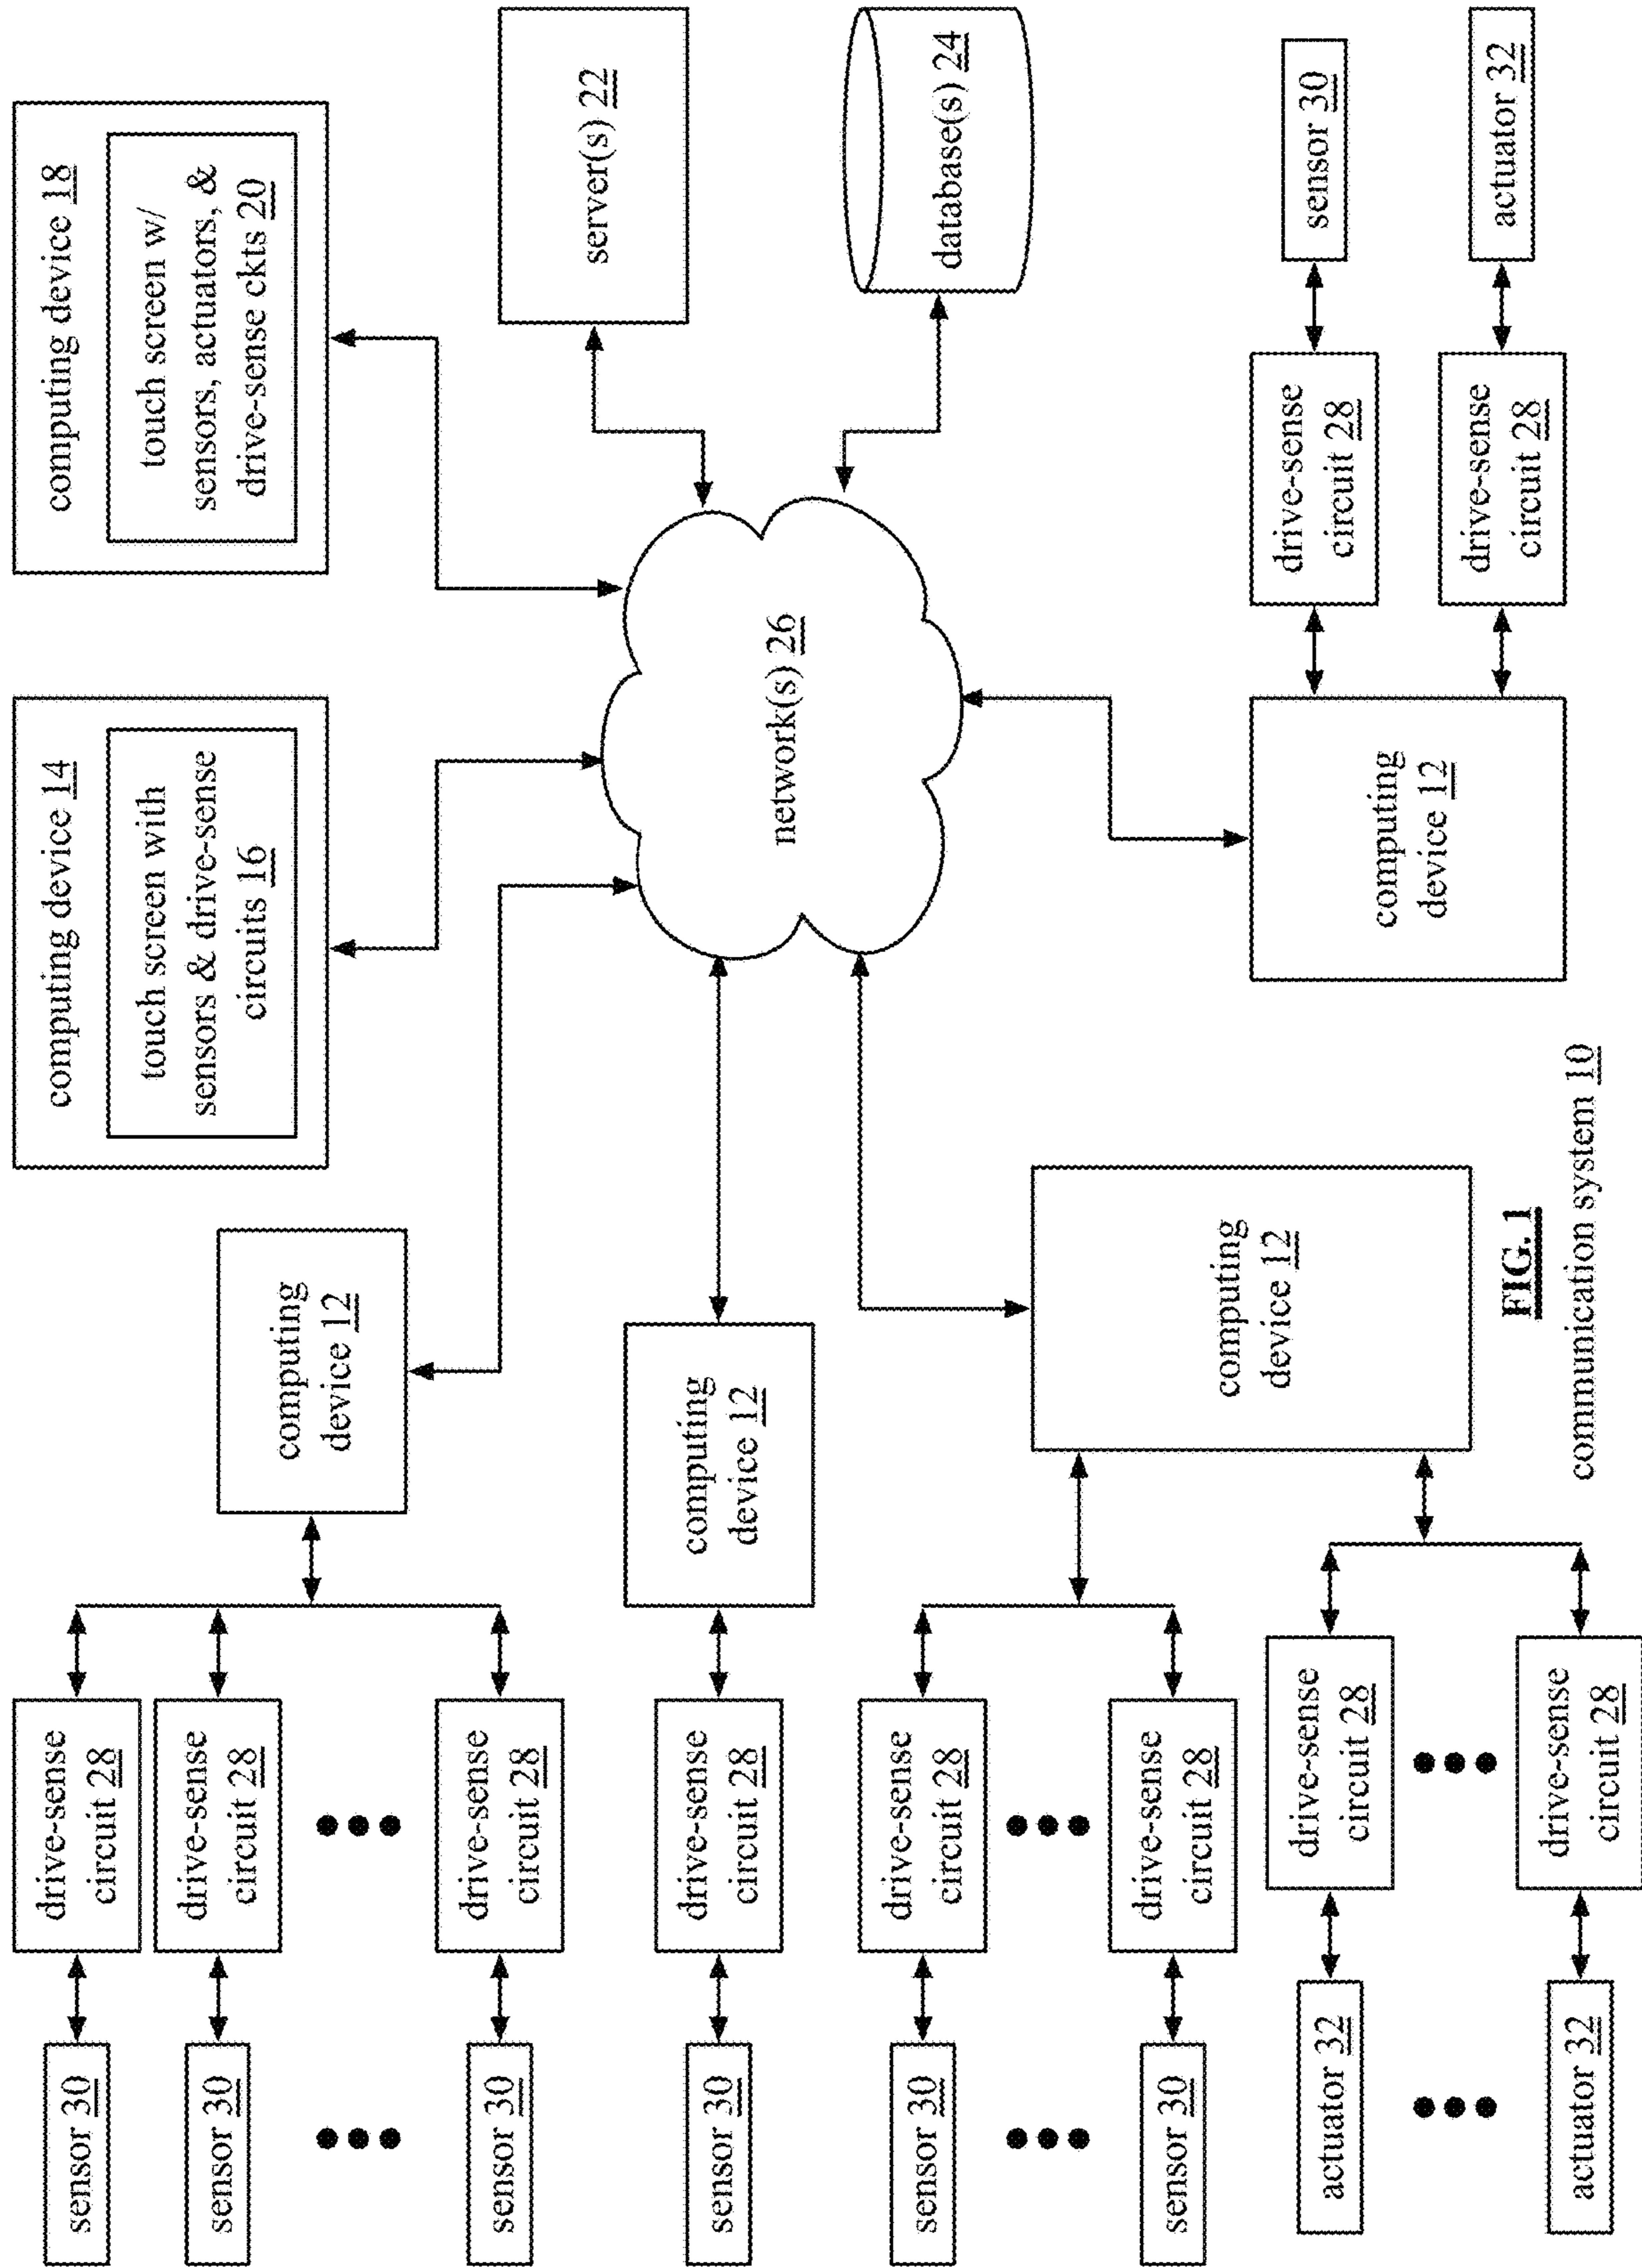 sensor 30
drive-sense
circuit 28
sensor 30
drive-sense
circuit 28
sensor 30
drive-sense
circuit 28
computing
device 12
computing device 14
touch screen with
sensors & drive-sense
circuits 16
computing device 18
touch screen w/
sensors, actuators, &
drive-sense ckts 20
sensor 30
drive-sense
circuit 28
computing
device 12
network(s) 26
server(s) 22
database(s) 24
sensor 30
drive-sense
circuit 28
sensor 30
drive-sense
circuit 28
computing
device 12
actuator 32
drive-sense
circuit 28
actuator 32
drive-sense
circuit 28
computing
device 12
drive-sense
circuit 28
sensor 30
drive-sense
circuit 28
actuator 32
FIG. 1
communication system 10